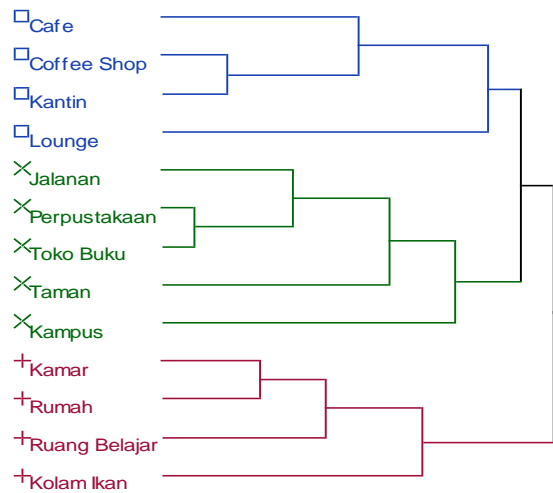 Cafe
Coffee Shop
Kantin
Lounge
Jalanan
Perpustakaan
Toko Buku
Taman
Kampus
Kamar
Rumah
Ruang Belajar
Kolam Ikan